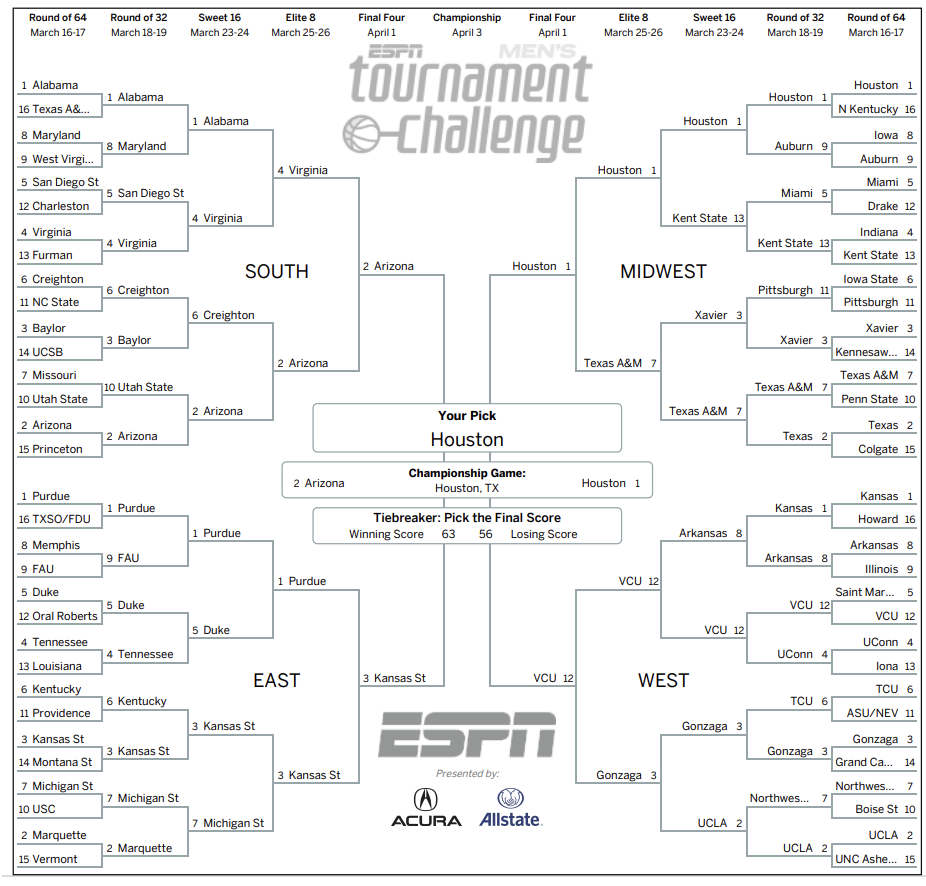 Round of 64 Round of 32 Sweet 16 Elite 8 Final Four Championship Final Four Elite 8 Sweet 16 Round of 32 Round of 64
March 16-17 March 18-19 March 23-24 March 25-26 April 1 April 3 April 1 March 25-26 March 23-24 March 18-19 March 16-17
ESPN MEN'S
tournament
challenge
1 Alabama
16 Texas A&...
8 Maryland
9 West Virgi...
5 San Diego St
12 Charleston
4 Virginia
13 Furman
6 Creighton
11 NC State
3 Baylor
14 UCSB
7 Missouri
10 Utah State
2 Arizona
15 Princeton
1 Alabama
8 Maryland
5 San Diego St
4 Virginia
6 Creighton
3 Baylor
10 Utah State
2 Arizona
1 Alabama
4 Virginia
6 Creighton
2 Arizona
4 Virginia
2 Arizona
2 Arizona
SOUTH
Houston 1
N Kentucky 16
Iowa 8
Auburn 9
Miami 5
Drake 12
Indiana 4
Kent State 13
Iowa State 6
Pittsburgh 11
Xavier 3
Kennesaw... 14
Texas A&M 7
Penn State 10
Texas 2
Colgate 15
Houston 1
Auburn 9
Miami 5
Kent State 13
Pittsburgh 11
Xavier 3
Texas A&M 7
Texas 2
Houston 1
Kent State 13
Xavier 3
Texas A&M 7
Houston 1
Texas A&M 7
Houston 1
MIDWEST
Your Pick
Houston
Championship Game:
2 Arizona Houston, TX Houston 1
Tiebreaker: Pick the Final Score
Winning Score 63 56 Losing Score
1 Purdue
16 TXSO/FDU
8 Memphis
9 FAU
5 Duke
12 Oral Roberts
4 Tennessee
13 Louisiana
6 Kentucky
11 Providence
3 Kansas St
14 Montana St
7 Michigan St
10 USC
2 Marquette
15 Vermont
1 Purdue
9 FAU
5 Duke
4 Tennessee
6 Kentucky
3 Kansas St
7 Michigan St
2 Marquette
1 Purdue
5 Duke
3 Kansas St
7 Michigan St
1 Purdue
3 Kansas St
3 Kansas St
EAST
Kansas 1
Howard 16
Arkansas 8
Illinois 9
Saint Mar... 5
VCU 12
UConn 4
Iona 13
TCU 6
ASU/NEV 11
Gonzaga 3
Grand Ca... 14
Northwes... 7
Boise St 10
UCLA 2
UNC Ashe... 15
Kansas 1
Arkansas 8
VCU 12
UConn 4
TCU 6
Gonzaga 3
Northwes... 7
UCLA 2
Arkansas 8
VCU 12
Gonzaga 3
UCLA 2
VCU 12
Gonzaga 3
VCU 12
WEST
ESPN
Presented by:
ACURA Allstate.